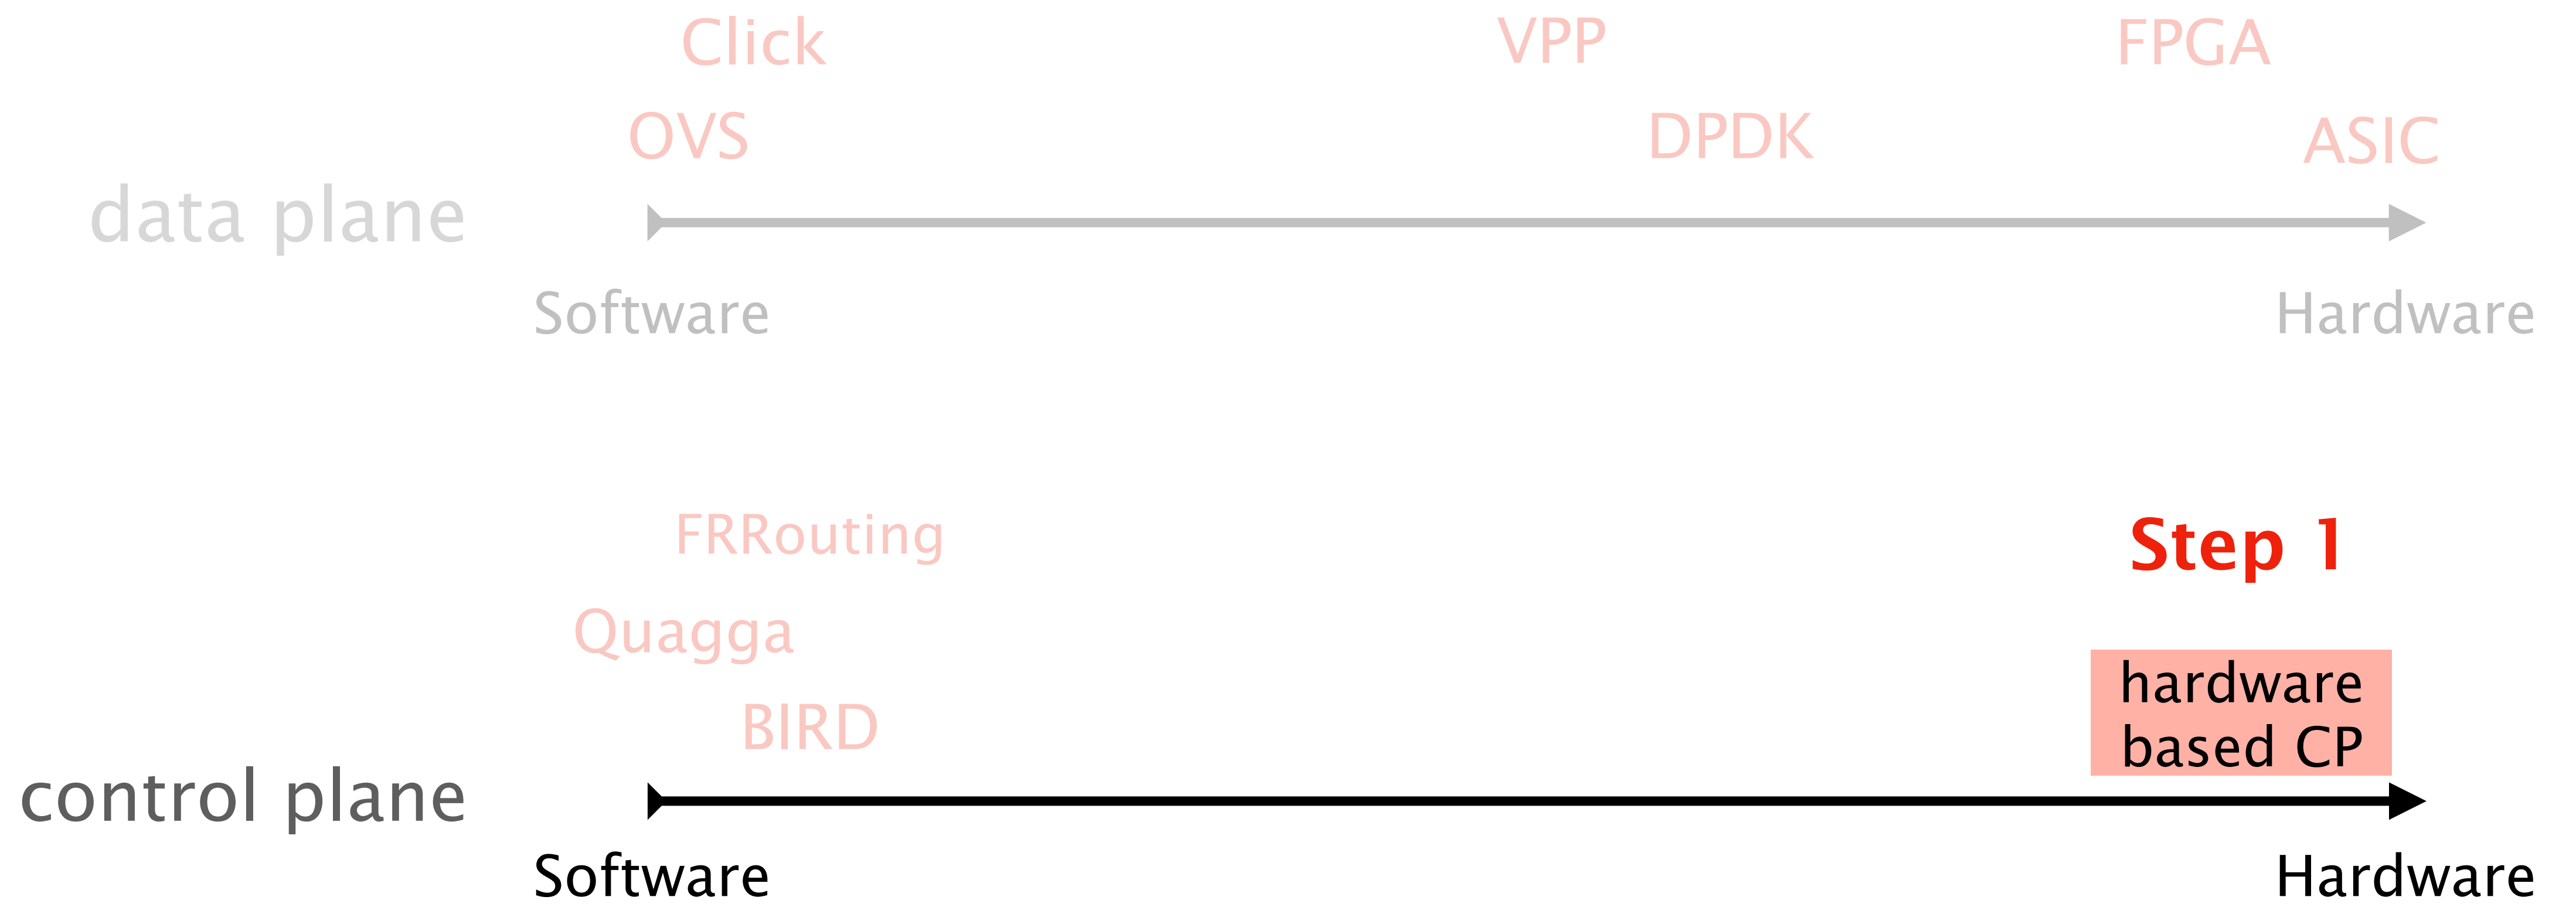 Click VPP FPGA
OVS DPDK ASIC
data plane
Software Hardware
FRRouting
Step 1
Quagga
hardware
based CP
BIRD
control plane
Software Hardware